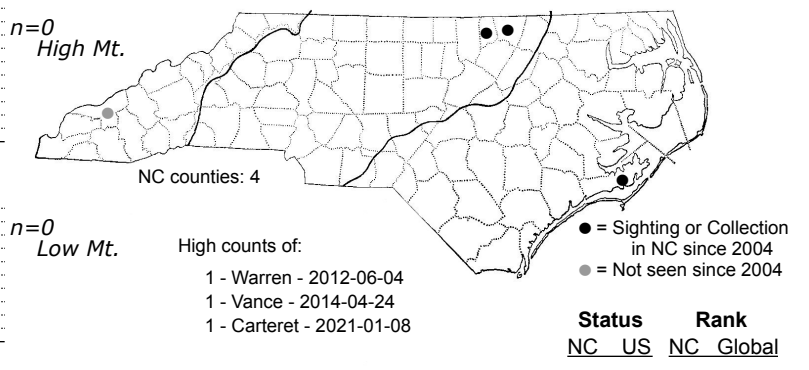 n=0
High Mt.
NC counties: 4
n=0
Low Mt.
High counts of:
1 - Warren - 2012-06-04
1 - Vance - 2014-04-24
1 - Carteret - 2021-01-08
= Sighting or Collection
in NC since 2004
= Not seen since 2004
Status Rank
NC US NC Global